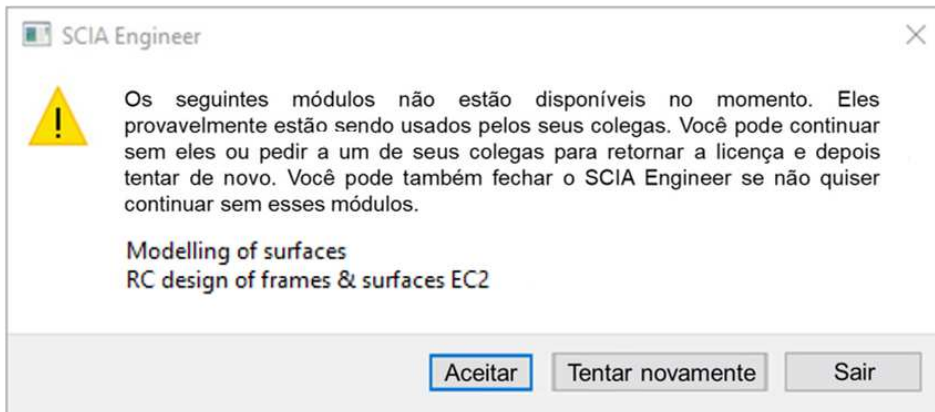 SCIA Engineer
Os seguintes módulos não estão disponíveis no momento. Eles
provavelmente estão sendo usados pelos seus colegas. Você pode continuar
sem eles ou pedir a um de seus colegas para retornar a licença e depois
tentar de novo. Você pode também fechar o SCIA Engineer se não quiser
continuar sem esses módulos.
Modelling of surfaces
RC design of frames & surfaces EC2
Aceitar Tentar novamente Sair